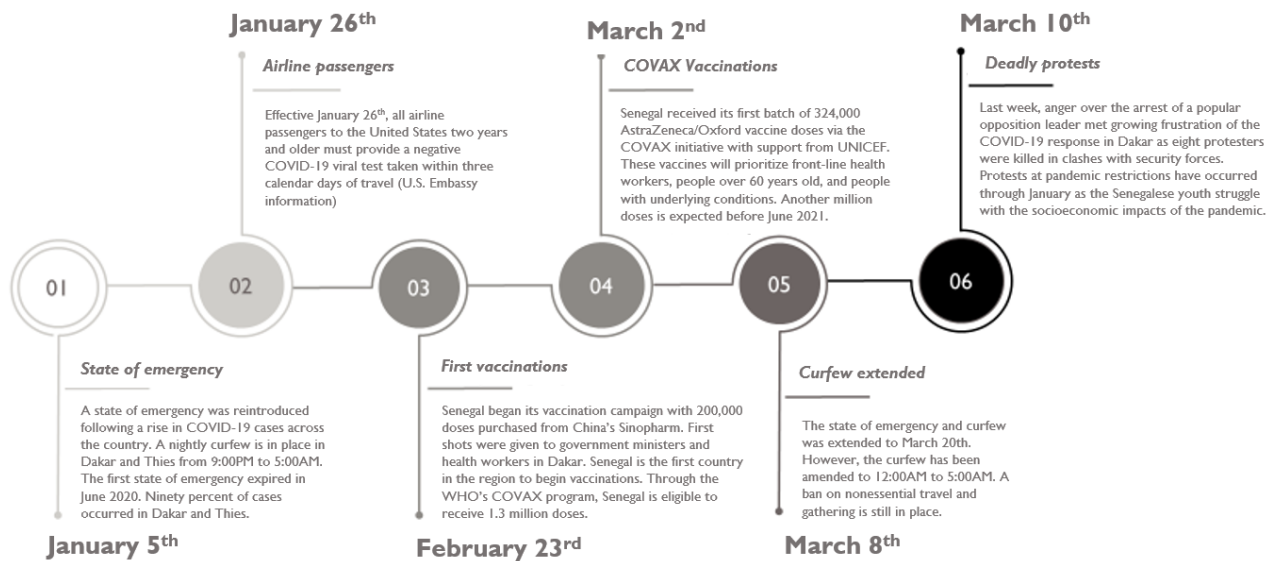 January 26th
Airline passengers
Effective January 26th, all airline
passengers to the United States two years
and older must provide a negative
COVID-19 viral test taken within three
calendar days of travel (U.S. Embassy
information)
March 2nd
COVAX Vaccinations
Senegal received its first batch of 324,000
AstraZeneca/Oxford vaccine doses via the
COVAX initiative with support from UNICEF.
These vaccines will prioritize front-line health
workers, people over 60 years old, and people
with underlying conditions. Another million
doses is expected before June 2021.
March 10th
Deadly protests
Last week, anger over the arrest of a popular
opposition leader met growing frustration of the
COVID-19 response in Dakar as eight protesters
were killed in clashes with security forces.
Protests at pandemic restrictions have occurred
through January as the Senegalese youth struggle
with the socioeconomic impacts of the pandemic.
01
02
03
04
05
06
State of emergency
A state of emergency was reintroduced
following a rise in COVID-19 cases across
the country. A nightly curfew is in place in
Dakar and Thies from 9:00PM to 5:00AM.
The first state of emergency expired in
June 2020. Ninety percent of cases
occurred in Dakar and Thies.
January 5th
First vaccinations
Senegal began its vaccination campaign with 200,000
doses purchased from China's Sinopharm. First
shots were given to government ministers and
health workers in Dakar. Senegal is the first country
in the region to begin vaccinations. Through the
WHO's COVAX program, Senegal is eligible to
receive 1.3 million doses.
February 23rd
Curfew extended
The state of emergency and curfew
was extended to March 20th.
However, the curfew has been
amended to 12:00AM to 5:00AM. A
ban on nonessential travel and
gathering is still in place.
March 8th